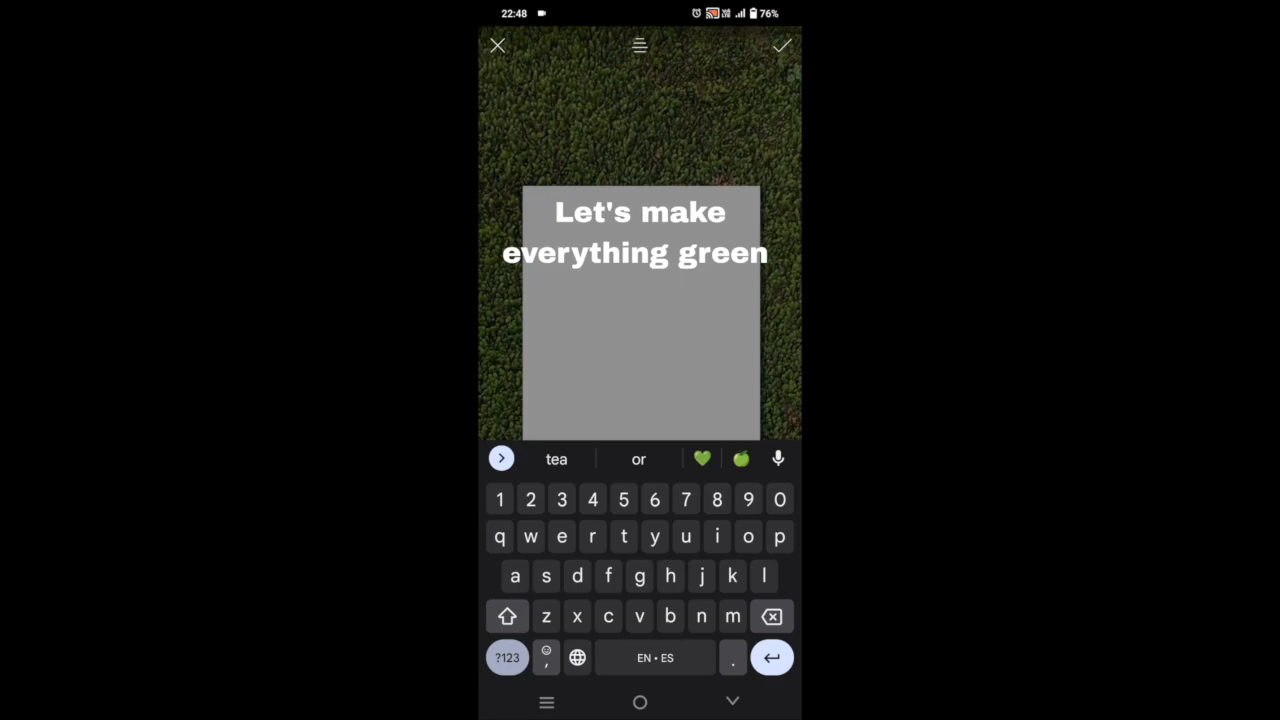 22:48 76%
Let's make
everything green
tea or
1 2 3 4 5 6 7 8 9 0
q w e r t y u i o p
a s d f g h j k l
z x c v b n m
?123 , EN • ES .